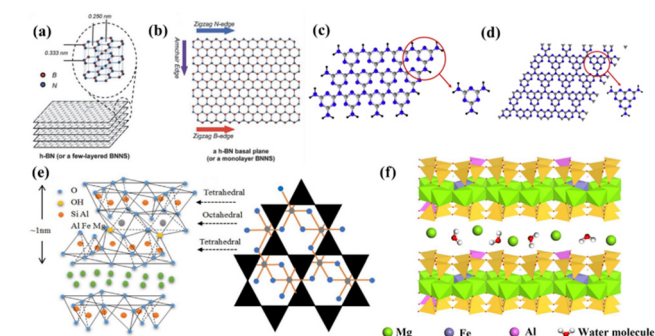 (a)
0.250 nm
0.333 nm
B
N
h-BN (or a few-layered BNNS)
(b)
Zigzag N-edge
Armchair Edge
Zigzag B-edge
a h-BN basal plane
(or a monolayer BNNS)
(c)
(d)
(e)
~1nm
O
OH
Si Al
Al Fe Mg
Tetrahedral
Octahedral
Tetrahedral
(f)
Mg
Fe
Al
Water molecule